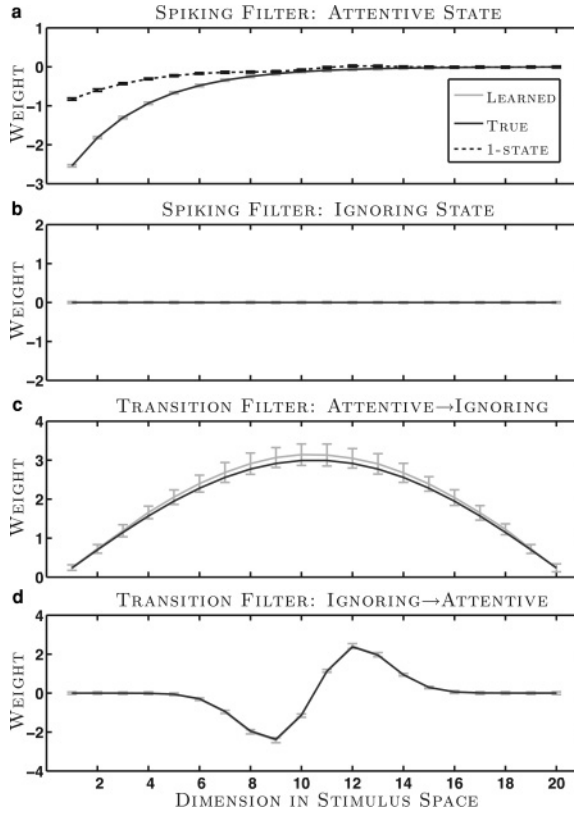 a
SPIKING FILTER: ATTENTIVE STATE
1
0
−1
−2
−3
WEIGHT
LEARNED
TRUE
1-STATE
b
SPIKING FILTER: IGNORING STATE
2
1
0
−1
−2
WEIGHT
c
TRANSITION FILTER: ATTENTIVE→IGNORING
4
3
2
1
0
WEIGHT
d
TRANSITION FILTER: IGNORING→ATTENTIVE
4
2
0
−2
−4
WEIGHT
2 4 6 8 10 12 14 16 18 20
DIMENSION IN STIMULUS SPACE